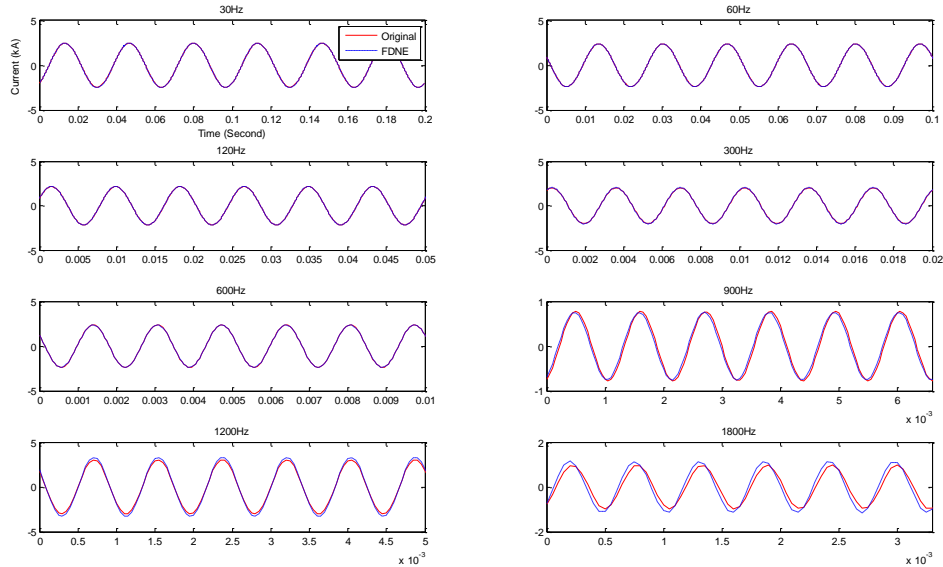 30Hz
5
0
-5
Current (kA)
Original
FDNE
0 0.02 0.04 0.06 0.08 0.1 0.12 0.14 0.16 0.18 0.2
Time (Second)
60Hz
5
0
-5
0 0.01 0.02 0.03 0.04 0.05 0.06 0.07 0.08 0.09 0.1
120Hz
5
0
-5
0 0.005 0.01 0.015 0.02 0.025 0.03 0.035 0.04 0.045 0.05
300Hz
5
0
-5
0.002 0.004 0.006 0.008 0.01 0.012 0.014 0.016 0.018 0.02
600Hz
5
0
-5
0 0.001 0.002 0.003 0.004 0.005 0.006 0.007 0.008 0.009 0.01
900Hz
1
0
-1
0 1 2 3 4 5 6
x 10-3
1200Hz
5
0
-5
0 0.5 1 1.5 2 2.5 3 3.5 4 4.5 5
x 10-3
1800Hz
2
0
-2
0 0.5 1 1.5 2 2.5 3
x 10-3